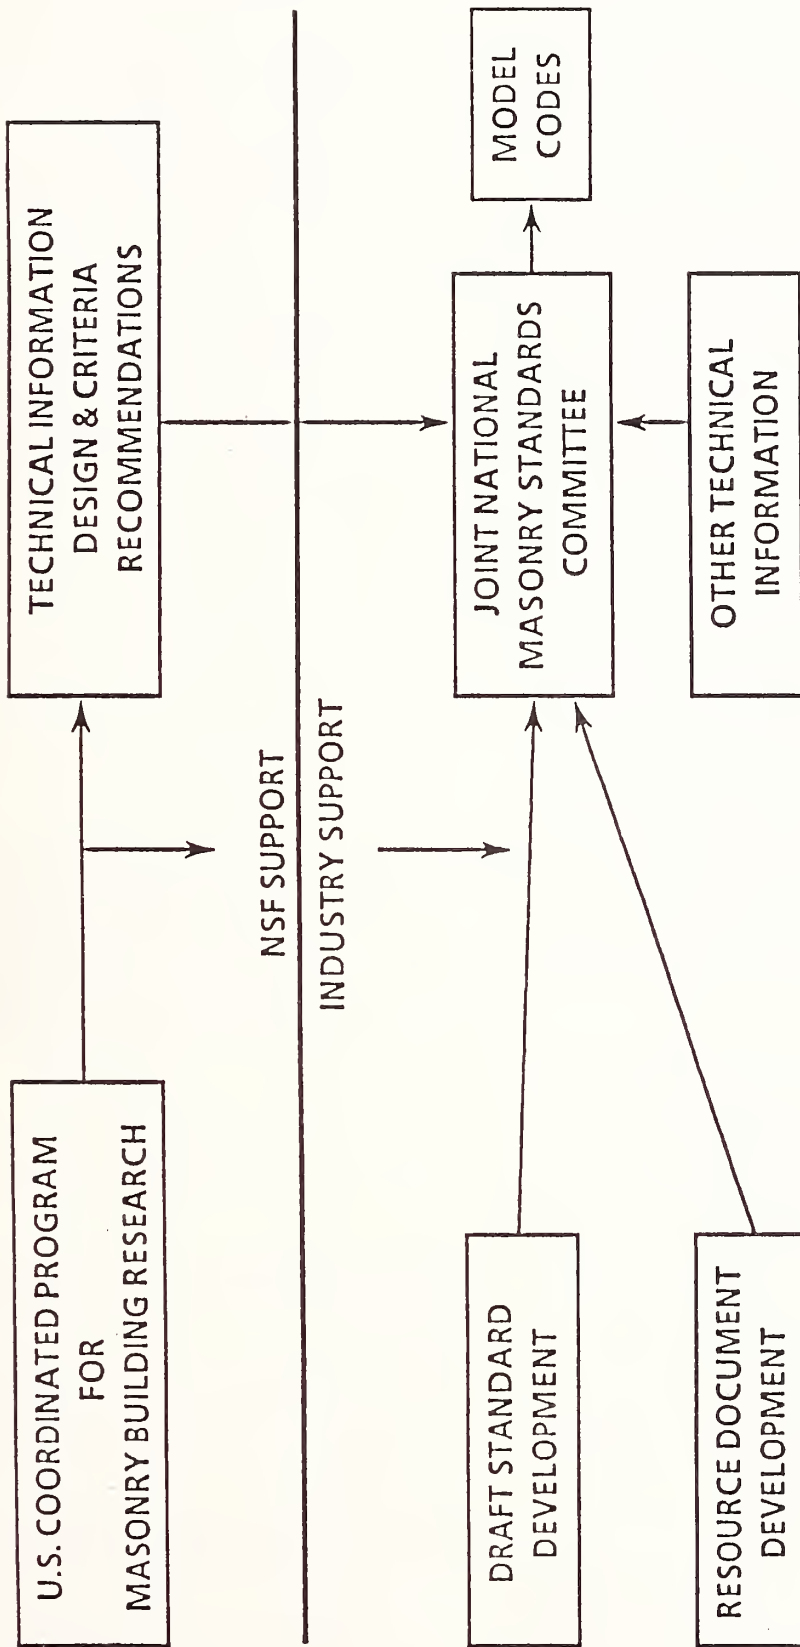 U.S. COORDINATED PROGRAM
FOR
MASONRY BUILDING RESEARCH
TECHNICAL INFORMATION
DESIGN & CRITERIA
RECOMMENDATIONS
NSF SUPPORT
INDUSTRY SUPPORT
DRAFT STANDARD
DEVELOPMENT
JOINT NATIONAL
MASONRY STANDARDS
COMMITTEE
MODEL
CODES
RESOURCE DOCUMENT
DEVELOPMENT
OTHER TECHNICAL
INFORMATION